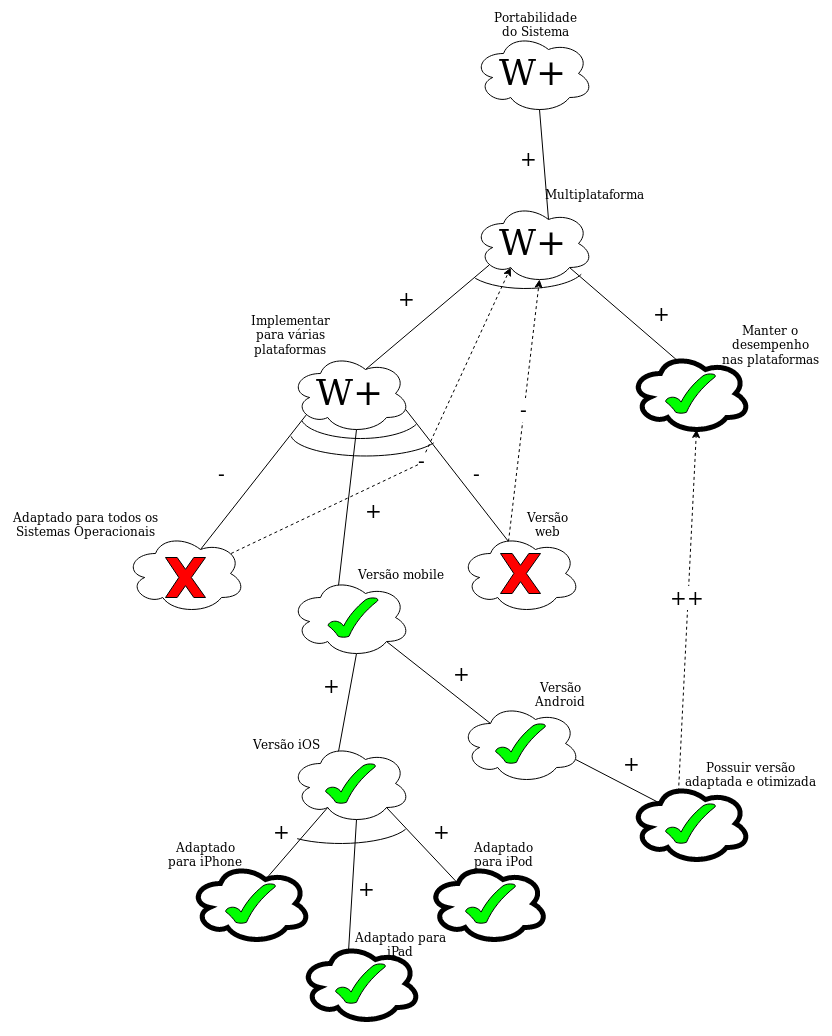 Portabilidade
do Sistema
W+
+
Multiplataforma
W+
+
+
Implementar
para várias
plataformas
Manter o
desempenho
nas plataformas
W+
-
-
-
-
+
Adaptado para todos os
Sistemas Operacionais
X
Versão
web
X
Versão mobile
++
+
+
Versão
Android
Versão iOS
+
Possuir versão
adaptada e otimizada
+
+
Adaptado
para iPhone
Adaptado
para iPod
+
Adaptado para
iPad